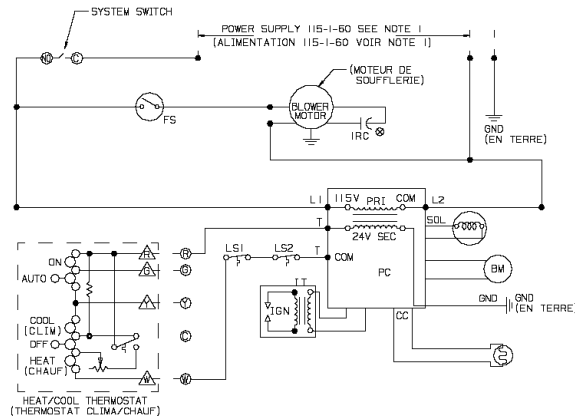 SYSTEM SWITCH
POWER SUPPLY 115-1-60 SEE NOTE 1
(ALIMENTATION 115-1-60 VOIR NOTE 1)
NO
C
(MOTEUR DE
SOUFFLERIE)
BLOWER
MOTOR
FS
1RC
GND
(EN TERRE)
L1
115V
PRI
COM
L2
T
24V SEC
SOL
T
COM
PC
BM
LS1
LS2
R
R
G
G
Y
Y
C
W
W
ON
AUTO
COOL
(CLIM)
OFF
HEAT
(CHAUF)
IT
IGN
GND
GND
(EN TERRE)
CC
HEAT/COOL THERMOSTAT
(THERMOSTAT CLIMA/CHAUF)